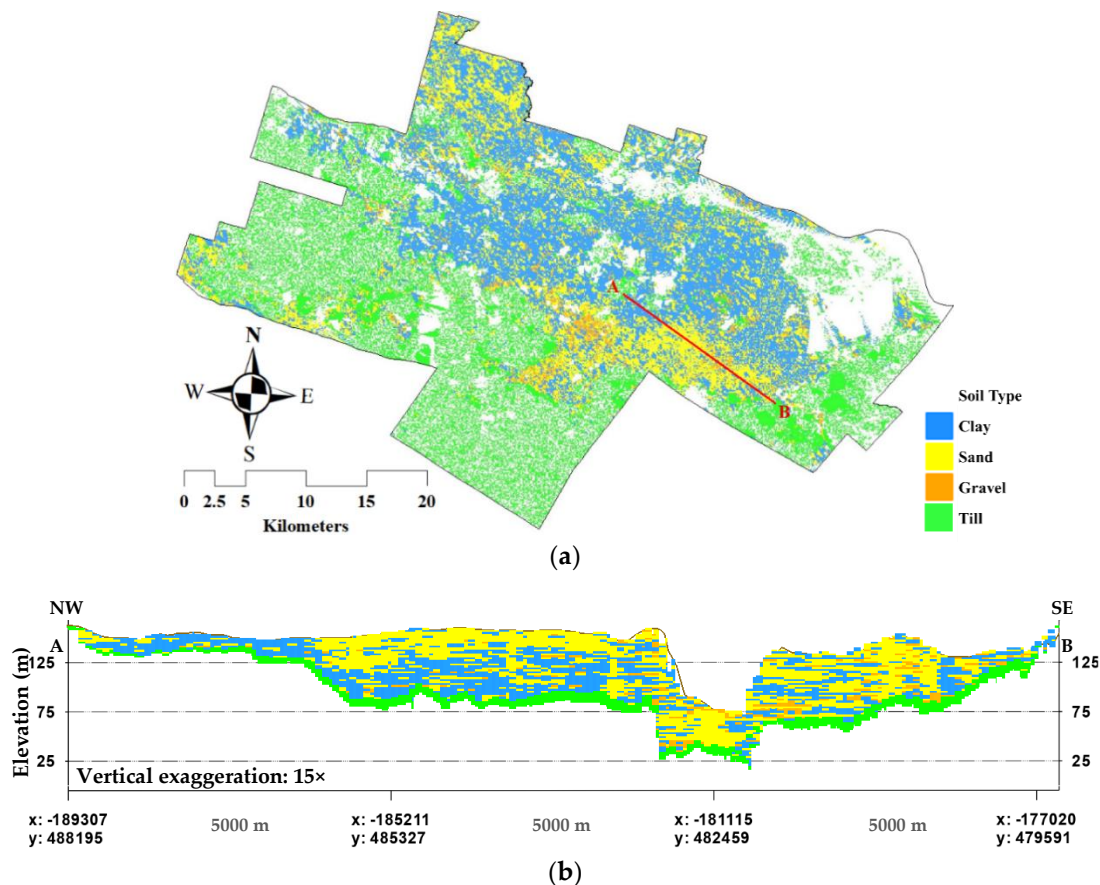 A
B
N
W E
S
0 2.5 5 10 15 20
Kilometers
Soil Type
Clay
Sand
Gravel
Till
(a)
NW SE
A B
Elevation (m)
125 125
75 75
25 25
Vertical exaggeration: 15×
x: -189307 x: -185211 x: -181115 x: -177020
5000 m 5000 m 5000 m
y: 488195 y: 485327 y: 482459 y: 479591
(b)